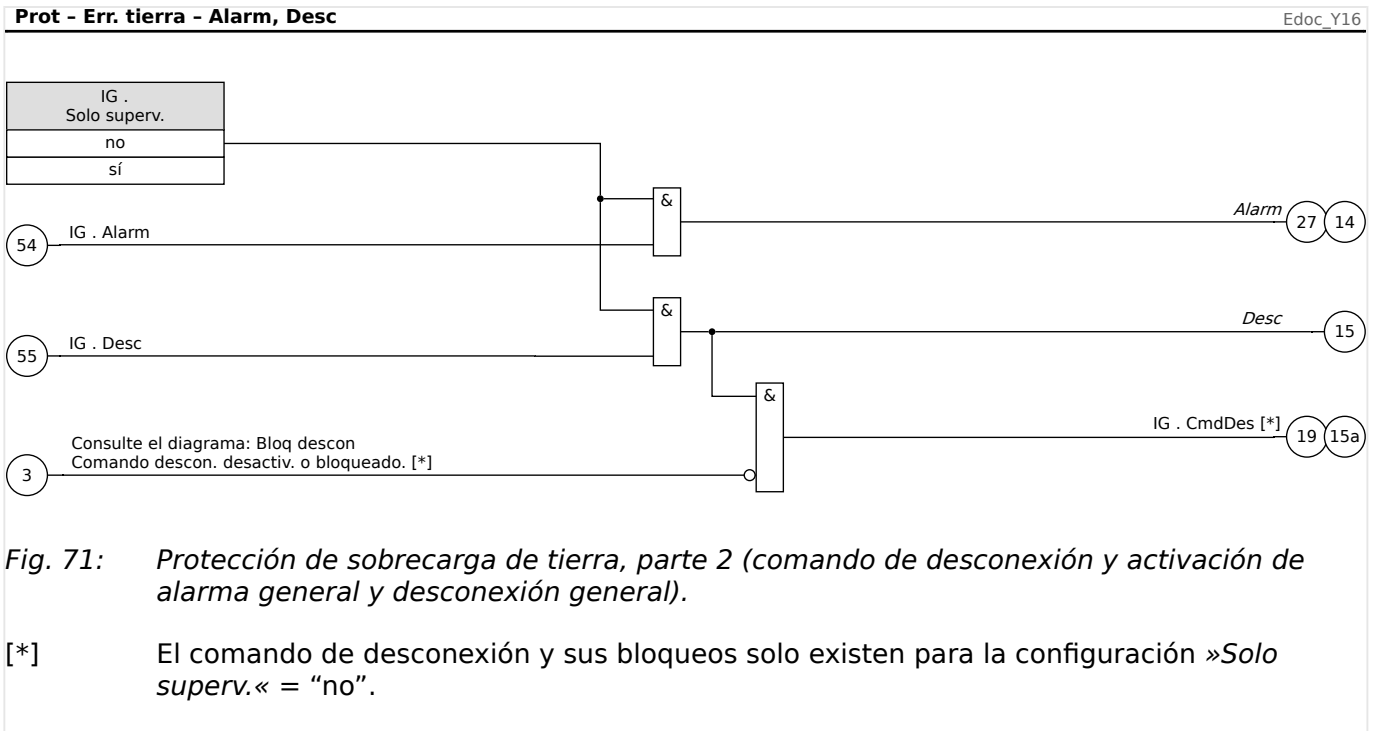 Prot – Err. tierra – Alarm, Desc
Edoc_Y16
IG .
Solo superv.
no
sí
&
Alarm
27
14
54
IG . Alarm
&
Desc
15
55
IG . Desc
&
IG . CmdDes [*]
19
15a
Consulte el diagrama: Bloq descon
Comando descon. desactiv. o bloqueado. [*]
3
Fig. 71: Protección de sobrecarga de tierra, parte 2 (comando de desconexión y activación de
alarma general y desconexión general).
[*] El comando de desconexión y sus bloqueos solo existen para la configuración »Solo
superv.« = “no”.